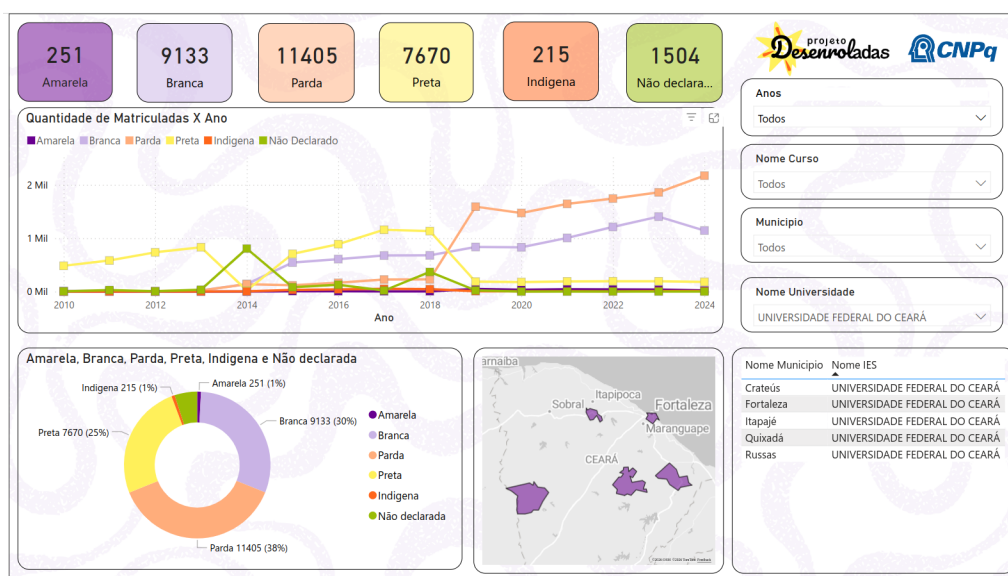 251
Amarela
9133
Branca
11405
Parda
7670
Preta
215
Indigena
1504
Não declara...
projeto
Desenroladas
CNPq
Anos
Todos
Nome Curso
Todos
Municipio
Todos
Nome Universidade
UNIVERSIDADE FEDERAL DO CEARÁ
Quantidade de Matriculadas X Ano
Amarela Branca Parda Preta Indigena Não Declarado
2 Mil
1 Mil
0 Mil
2010 2012 2014 2016 2018 2020 2022 2024
Ano
Amarela, Branca, Parda, Preta, Indigena e Não declarada
Indigena 215 (1%)
Amarela 251 (1%)
Branca 9133 (30%)
Preta 7670 (25%)
Parda 11405 (38%)
Amarela
Branca
Parda
Preta
Indigena
Não declarada
arnaiba
Itapipoca
Sobral
Fortaleza
Maranguape
CEARÁ
Nome Municipio Nome IES
Crateús UNIVERSIDADE FEDERAL DO CEARÁ
Fortaleza UNIVERSIDADE FEDERAL DO CEARÁ
Itapajé UNIVERSIDADE FEDERAL DO CEARÁ
Quixadá UNIVERSIDADE FEDERAL DO CEARÁ
Russas UNIVERSIDADE FEDERAL DO CEARÁ